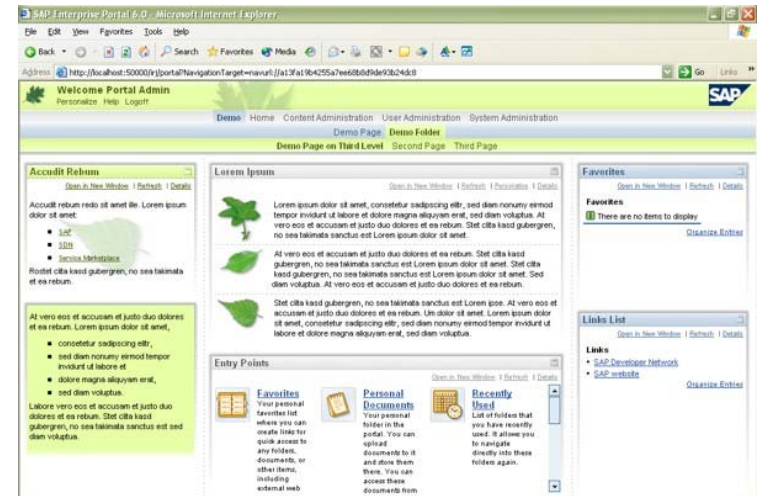 SAP Enterprise Portal 6.0 - Microsoft Internet Explorer
File Edit View Favorites Tools Help
Back Search Favorites Media
Address http://localhost:50000/irj/portal?NavigationTarget=navurl://a13fa19b4255a7ee68b8d9de93b24dc8 Go Links »
Welcome Portal Admin
Personalize Help Logoff
SAP
Demo Home Content Administration User Administration System Administration
Demo Page Demo Folder
Demo Page on Third Level Second Page Third Page
Accudit Rebum
Open in New Window | Refresh | Details
Accudit rebum redo sit amet ille. Lorem ipsum
dolor sit amet:
SAP
SDN
Service Marketplace
Rostet clita kasd gubergren, no sea takimata
et ea rebum.
At vero eos et accusam et justo duo dolores
et ea rebum. Lorem ipsum dolor sit amet,
consetetur sadipscing elitr,
sed diam nonumy eirmod tempor
invidunt ut labore et
dolore magna aliquyam erat,
sed diam voluptua.
Labore vero eos et accusam et justo duo
dolores et ea rebum. Stet clita kasd
gubergren, no sea takimata sanctus est sed
diam voluptua.
Lorem Ipsum
Open in New Window | Refresh | Personalize | Details
Lorem ipsum dolor sit amet, consetetur sadipscing elitr, sed diam nonumy eirmod
tempor invidunt ut labore et dolore magna aliquyam erat, sed diam voluptua. At
vero eos et accusam et justo duo dolores et ea rebum. Stet clita kasd gubergren,
no sea takimata sanctus est Lorem ipsum dolor sit amet.
At vero eos et accusam et justo duo dolores et ea rebum. Stet clita kasd
gubergren, no sea takimata sanctus est Lorem ipsum dolor sit amet. Stet clita
kasd gubergren, no sea takimata sanctus est Lorem ipsum dolor sit amet. Sed
diam voluptua. At vero eos et accusam et justo duo dolores et ea rebum.
Stet clita kasd gubergren, no sea takimata sanctus est Lorem ipse. At vero eos et
accusam et justo duo dolores et ea rebum. Um dolor sit amet. Lorem ipsum dolor
sit amet, consetetur sadipscing elitr, sed diam nonumy eirmod tempor invidunt ut
labore et dolore magna aliquyam erat, sed diam voluptua.
Entry Points
Open in New Window | Refresh | Details
Favorites
Your personal
favorites list
where you can
create links for
quick access to
any folders,
documents, or
other items,
including
external web
Personal
Documents
Your personal
folder in the
portal. You can
upload
documents to it
and store them
there. You can
access these
documents from
Recently
Used
List of folders that
you have recently
used. It allows you
to navigate
directly into these
folders again.
Favorites
Open in New Window | Refresh | Details
Favorites
There are no items to display
Organize Entries
Links List
Open in New Window | Refresh | Details
Links
SAP Developer Network
SAP website
Organize Entries